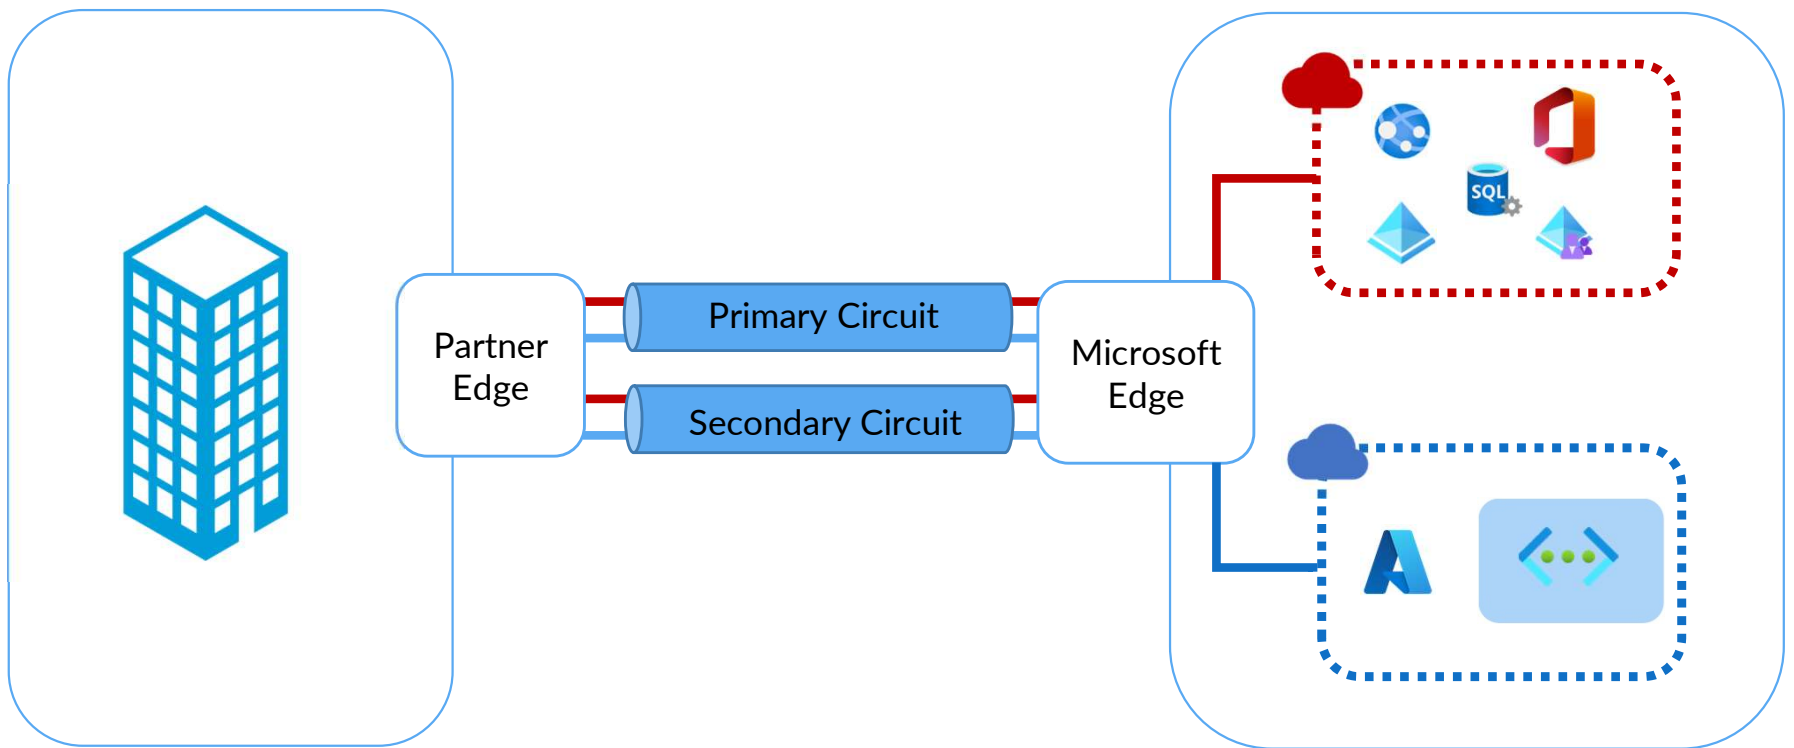 Partner
Edge
Primary Circuit
Secondary Circuit
Microsoft
Edge
SQL